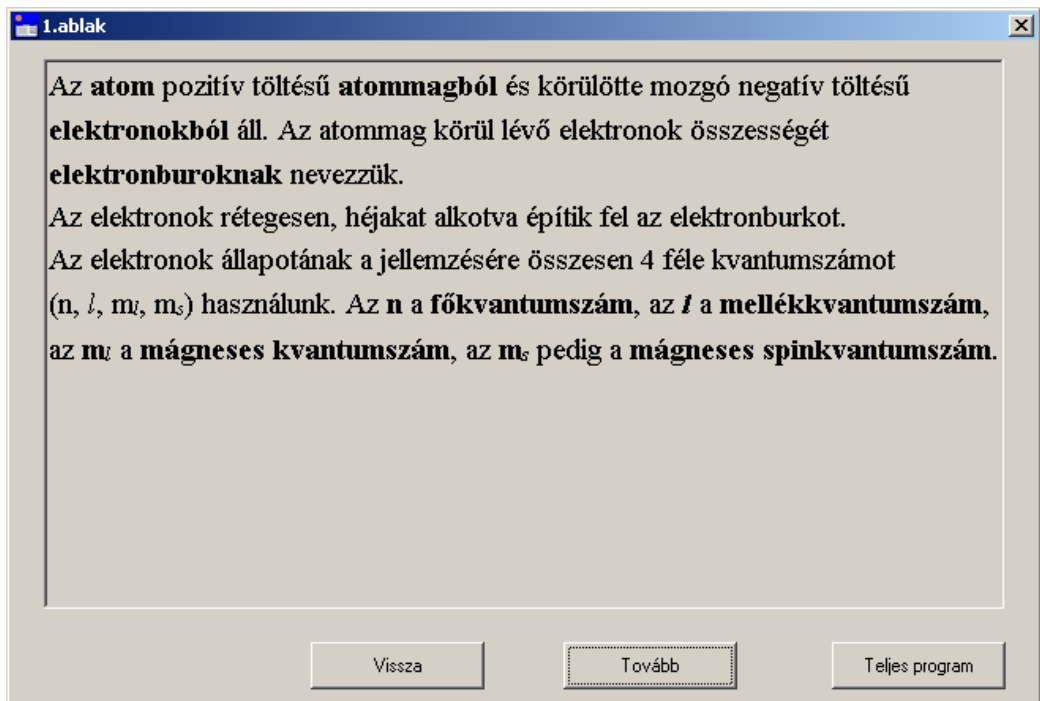 1.ablak
Az atom pozitív töltésű atommagból és körülötte mozgó negatív töltésű
elektronokból áll. Az atommag körül lévő elektronok összességét
elektronburoknak nevezzük.
Az elektronok rétegesen, héjakat alkotva építik fel az elektronburkot.
Az elektronok állapotának a jellemzésére összesen 4 féle kvantumszámot
(n, l, ml, ms) használunk. Az n a főkvantumszám, az l a mellékkvantumszám,
az ml a mágneses kvantumszám, az ms pedig a mágneses spinkvantumszám.
Vissza
Tovább
Teljes program